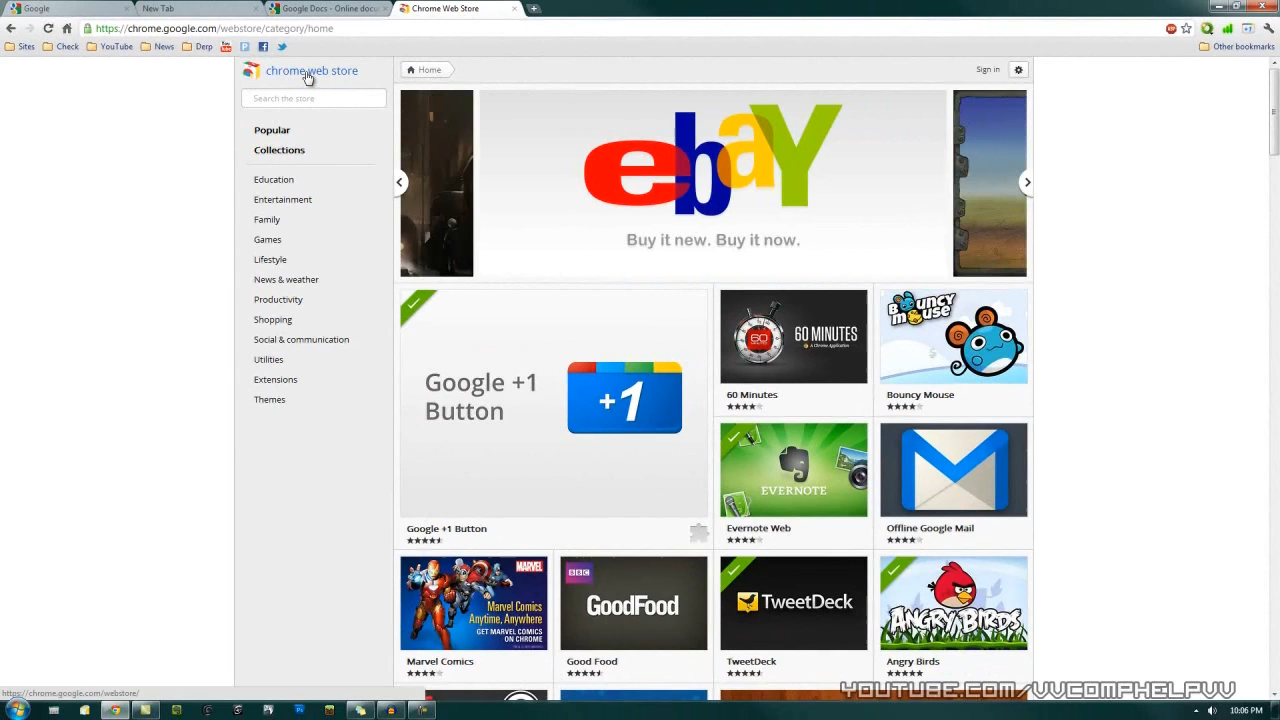 Google
New Tab
Google Docs - Online docu
Chrome Web Store
https://chrome.google.com/webstore/category/home
Sites
Check
YouTube
News
Derp
Other bookmarks
chrome web store
Search the store
Popular
Collections
Education
Entertainment
Family
Games
Lifestyle
News & weather
Productivity
Shopping
Social & communication
Utilities
Extensions
Themes
Home
Sign in
ebaY
Buy it new. Buy it now.
Google +1
Button
+1
Google +1 Button
60
60 MINUTES
A Chrome Application
60 Minutes
BOUNCY
MOUSE
Bouncy Mouse
EVERNOTE
Evernote Web
Offline Google Mail
MARVEL
Marvel Comics
Anytime, Anywhere
GET MARVEL COMICS
ON CHROME
Marvel Comics
BBC
GoodFood
Good Food
TweetDeck
TweetDeck
ANGRY BIRDS
Angry Birds
https://chrome.google.com/webstore/
YOUTUBE.COM/VVCOMPHELPVV
10:06 PM